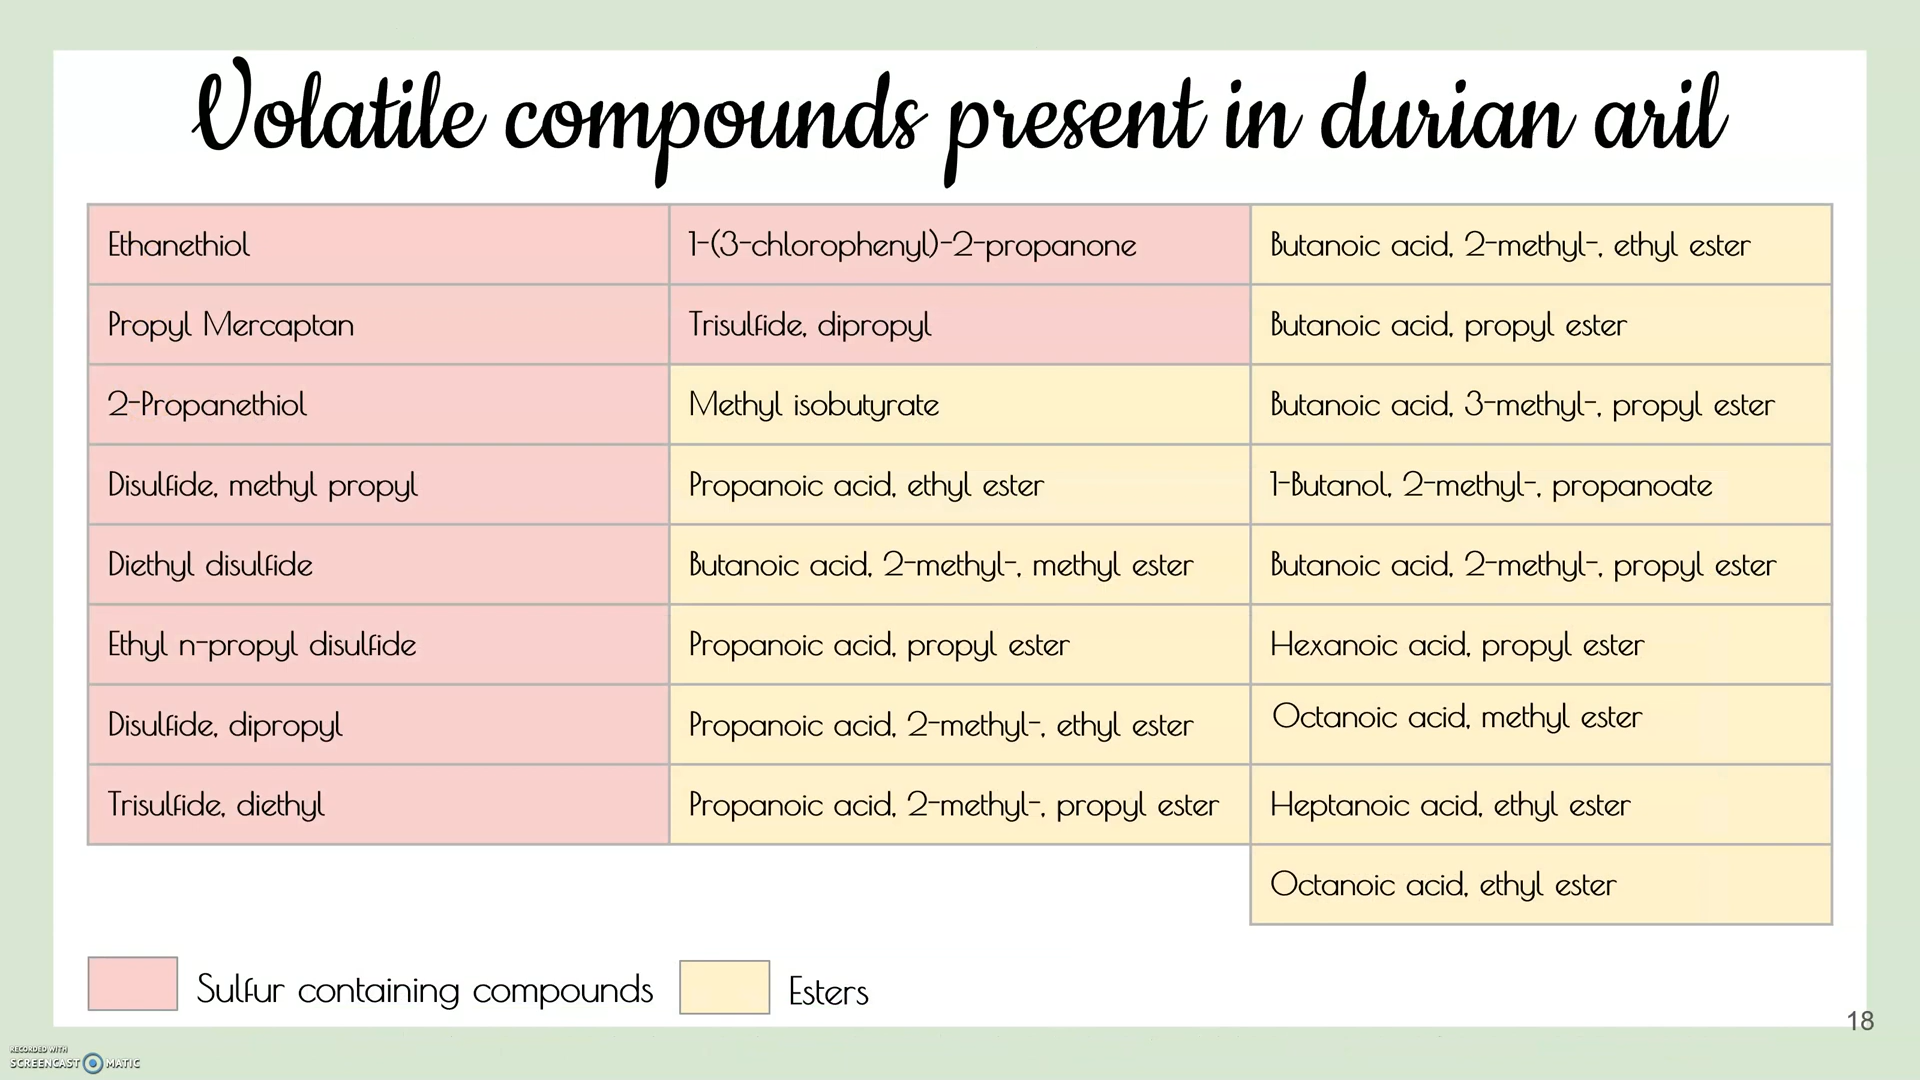 Volatile compounds present in durian aril
Ethanethiol
1-(3-chlorophenyl)-2-propanone
Butanoic acid, 2-methyl-, ethyl ester
Propyl Mercaptan
Trisulfide, dipropyl
Butanoic acid, propyl ester
2-Propanethiol
Methyl isobutyrate
Butanoic acid, 3-methyl-, propyl ester
Disulfide, methyl propyl
Propanoic acid, ethyl ester
1-Butanol, 2-methyl-, propanoate
Diethyl disulfide
Butanoic acid, 2-methyl-, methyl ester
Butanoic acid, 2-methyl-, propyl ester
Ethyl n-propyl disulfide
Propanoic acid, propyl ester
Hexanoic acid, propyl ester
Disulfide, dipropyl
Propanoic acid, 2-methyl-, ethyl ester
Octanoic acid, methyl ester
Trisulfide, diethyl
Propanoic acid, 2-methyl-, propyl ester
Heptanoic acid, ethyl ester
Octanoic acid, ethyl ester
Sulfur containing compounds
Esters
18
RECORDED WITH
SCREENCAST MATIC